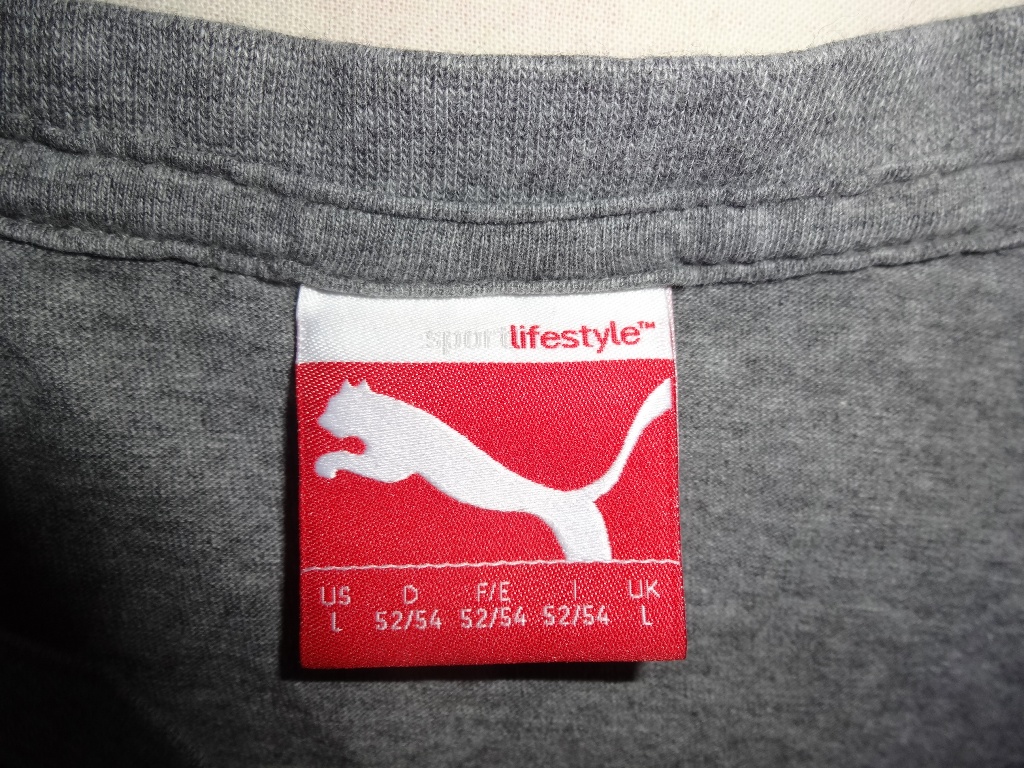 sportlifestyle™
US D F/E I UK
L 52/54 52/54 52/54 L